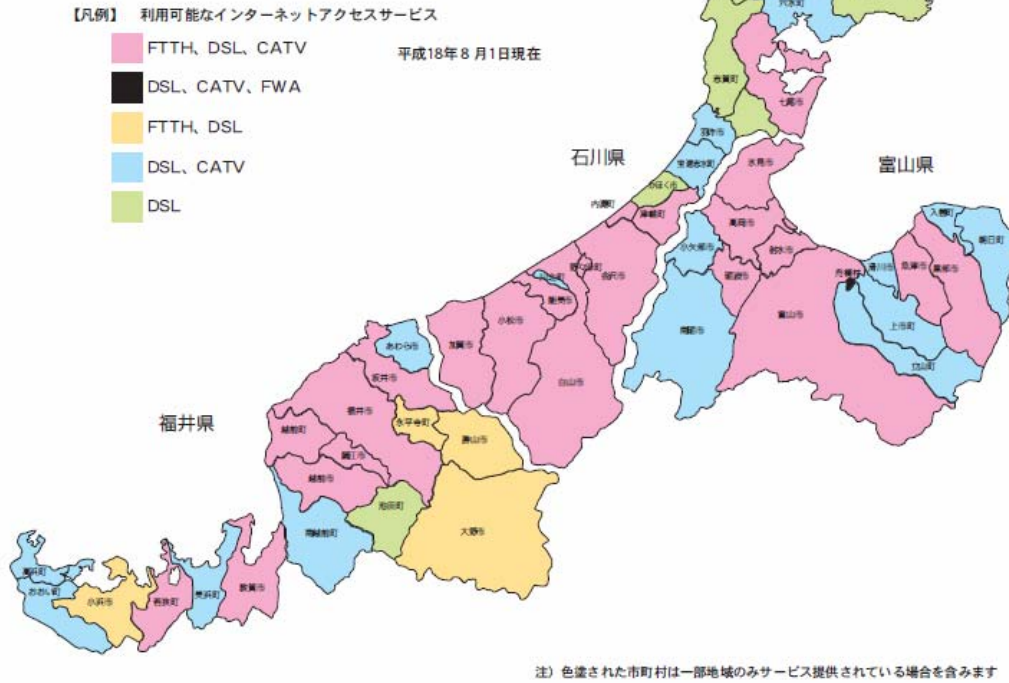 【凡例】 利用可能なインターネットアクセスサービス
FTTH、DSL、CATV
DSL、CATV、FWA
FTTH、DSL
DSL、CATV
DSL
平成18年8月1日現在
石川県
富山県
福井県
穴水町
志賀町
七尾市
羽咋市
宝達志水町
かほく市
内灘町
津幡町
金沢市
能美市
小松市
加賀市
白山市
氷見市
高岡市
射水市
小矢部市
砺波市
南砺市
富山市
舟橋村
滑川市
魚津市
黒部市
入善町
朝日町
上市町
立山町
あわら市
坂井市
福井市
永平寺町
勝山市
越前町
鯖江市
越前市
池田町
大野市
南越前町
敦賀市
美浜町
若狭町
小浜市
おおい町
高浜町
注）色塗された市町村は一部地域のみサービス提供されている場合を含みます